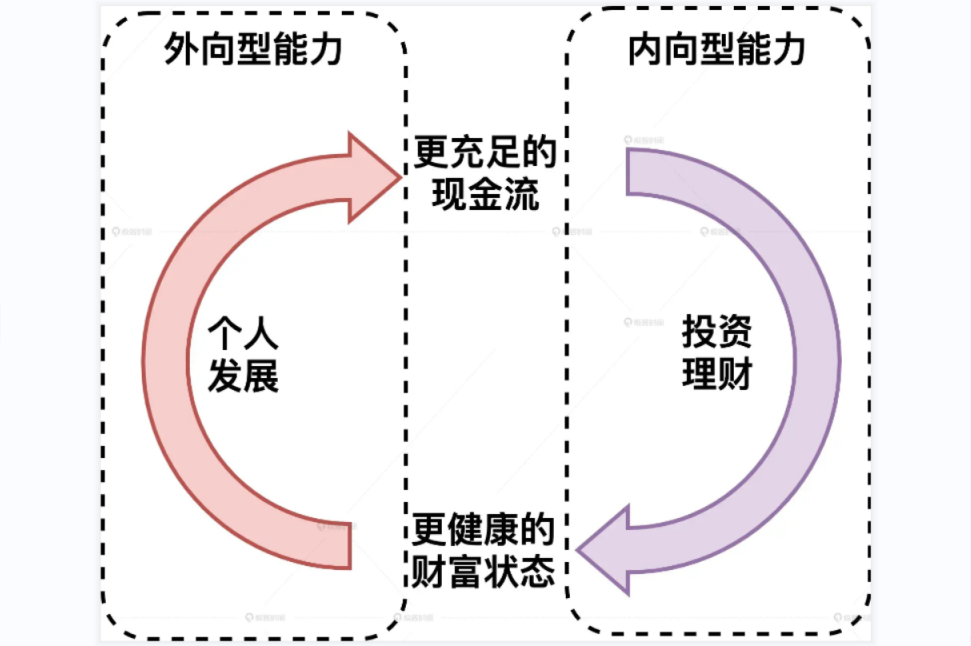 外向型能力
内向型能力
更充足的
现金流
个人
发展
投资
理财
更健康的
财富状态